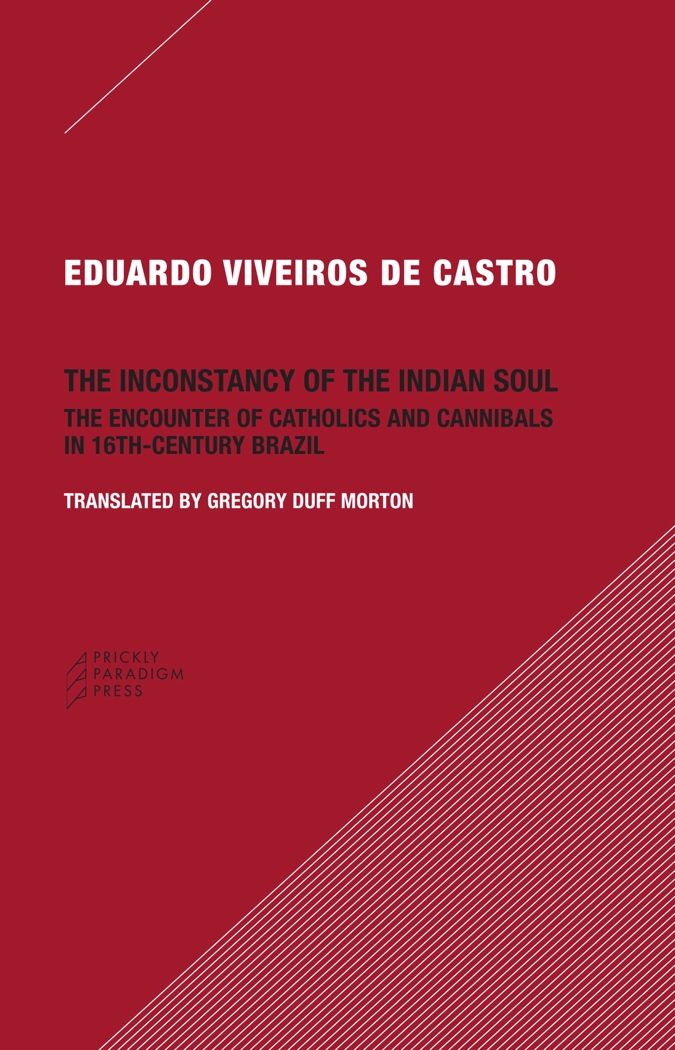 EDUARDO VIVEIROS DE CASTRO
THE INCONSTANCY OF THE INDIAN SOUL
THE ENCOUNTER OF CATHOLICS AND CANNIBALS
IN 16TH-CENTURY BRAZIL
TRANSLATED BY GREGORY DUFF MORTON
PRICKLY
PARADIGM
PRESS